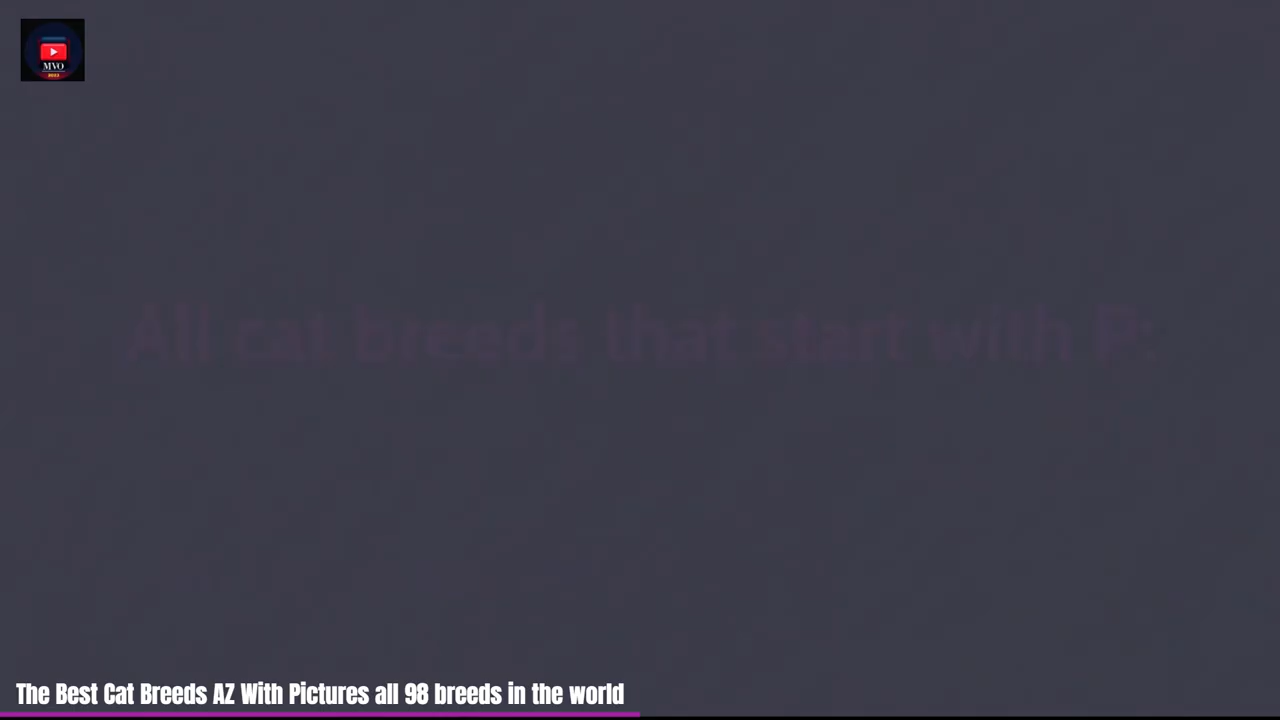 MVO
2022
All cat breeds that start with P:
The Best Cat Breeds AZ With Pictures all 98 breeds in the world